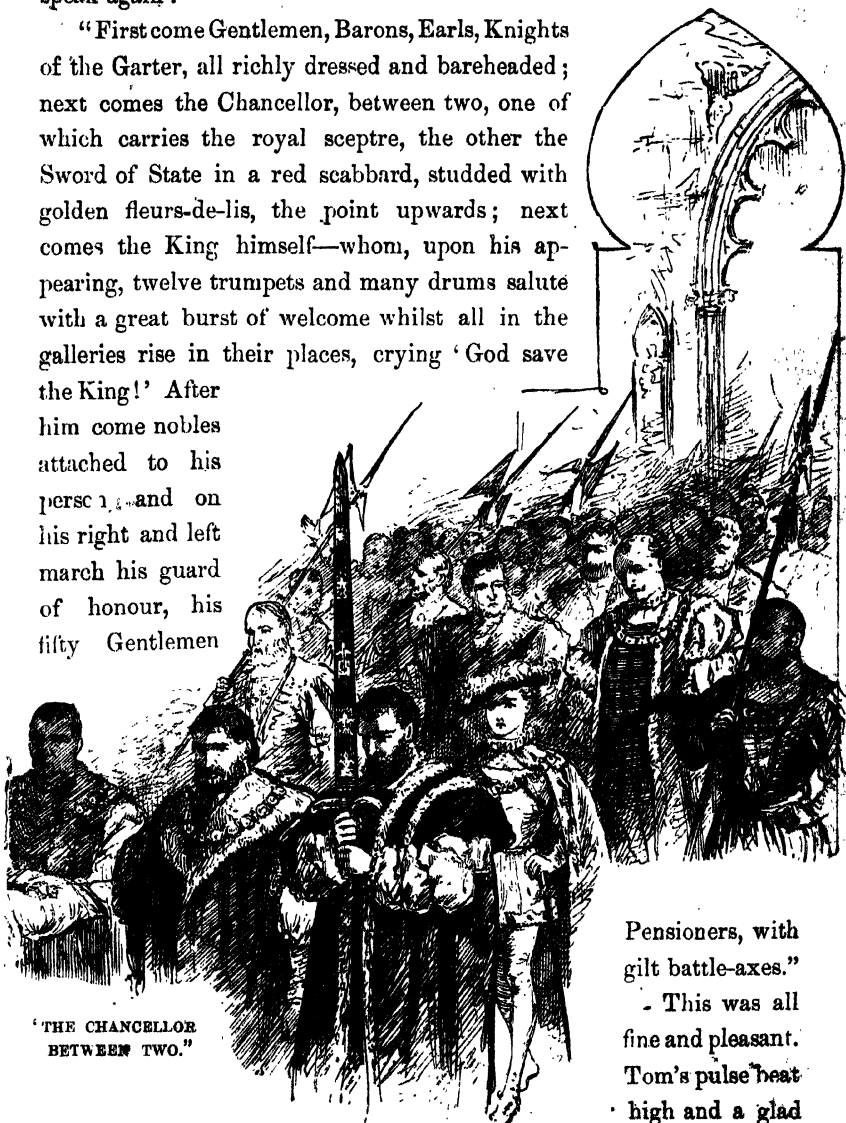 speak again:
"First come Gentlemen, Barons, Earls, Knights
of the Garter, all richly dressed and bareheaded;
next comes the Chancellor, between two, one of
which carries the royal sceptre, the other the
Sword of State in a red scabbard, studded with
golden fleurs-de-lis, the point upwards; next
comes the King himself—whom, upon his ap-
pearing, twelve trumpets and many drums salute
with a great burst of welcome whilst all in the
galleries rise in their places, crying 'God save
the King!' After
him come nobles
attached to his
person, and on
his right and left
march his guard
of honour, his
fifty Gentlemen
Pensioners, with
gilt battle-axes."
This was all
fine and pleasant.
Tom's pulse beat
high and a glad
'THE CHANCELLOR
BETWEEN TWO."